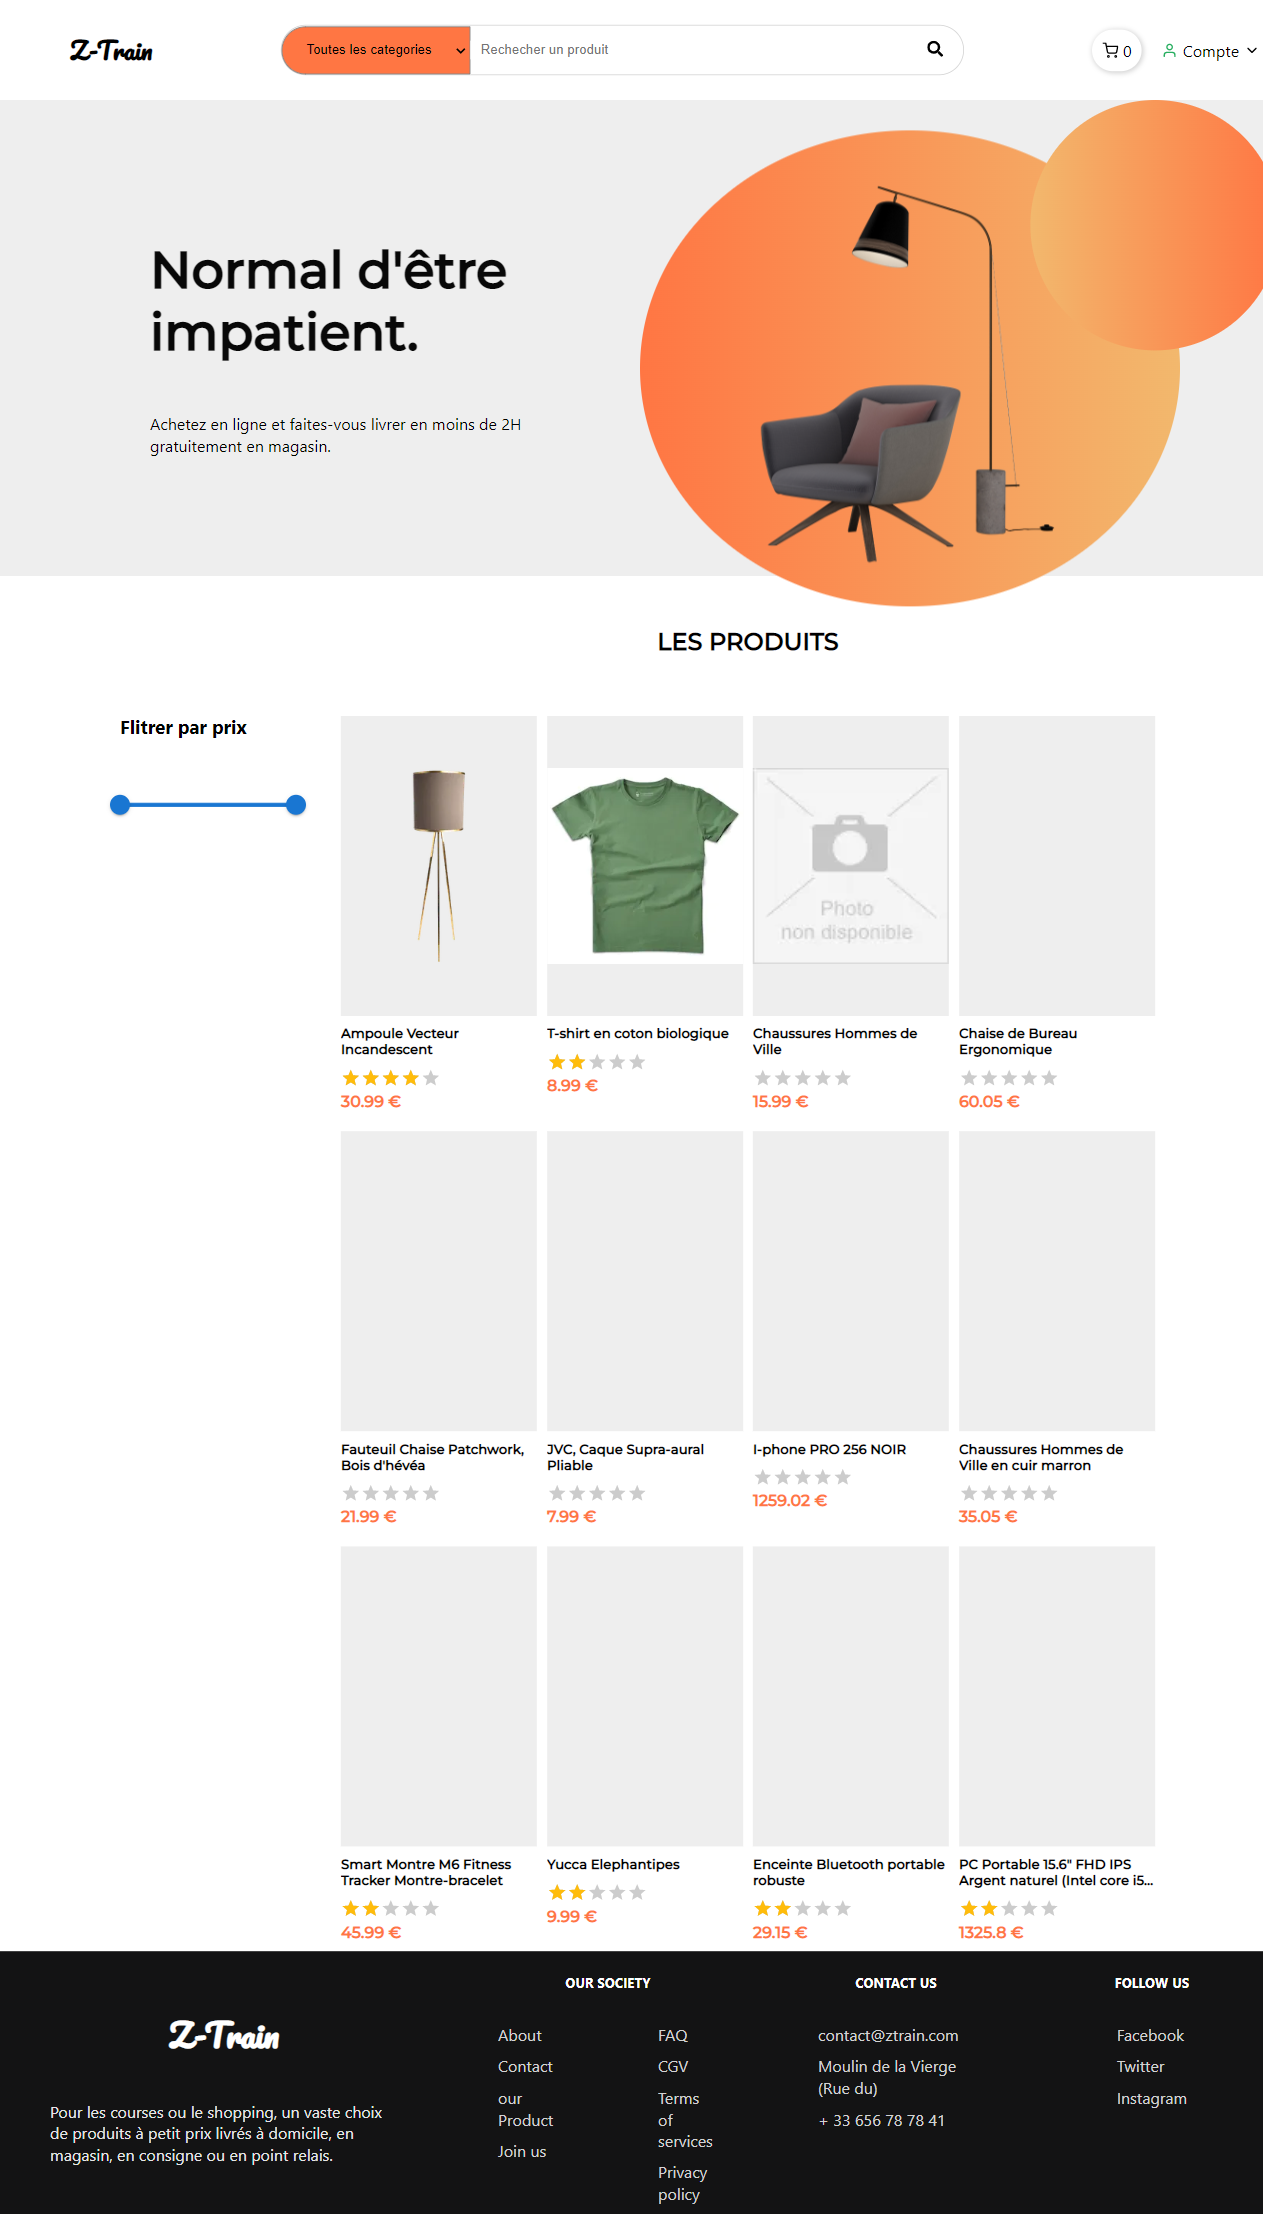 Z-Train
Toutes les categories
Rechecher un produit
0
Compte
Normal d'être
impatient.
Achetez en ligne et faites-vous livrer en moins de 2H
gratuitement en magasin.
LES PRODUITS
Flitrer par prix
Photo
non disponible
Ampoule Vecteur
Incandescent
30.99 €
T-shirt en coton biologique
8.99 €
Chaussures Hommes de
Ville
15.99 €
Chaise de Bureau
Ergonomique
60.05 €
Fauteuil Chaise Patchwork,
Bois d'hévéa
21.99 €
JVC, Caque Supra-aural
Pliable
7.99 €
I-phone PRO 256 NOIR
1259.02 €
Chaussures Hommes de
Ville en cuir marron
35.05 €
Smart Montre M6 Fitness
Tracker Montre-bracelet
45.99 €
Yucca Elephantipes
9.99 €
Enceinte Bluetooth portable
robuste
29.15 €
PC Portable 15.6" FHD IPS
Argent naturel (Intel core i5...
1325.8 €
Z-Train
Pour les courses ou le shopping, un vaste choix
de produits à petit prix livrés à domicile, en
magasin, en consigne ou en point relais.
OUR SOCIETY
About
Contact
our
Product
Join us
FAQ
CGV
Terms
of
services
Privacy
policy
CONTACT US
contact@ztrain.com
Moulin de la Vierge
(Rue du)
+ 33 656 78 78 41
FOLLOW US
Facebook
Twitter
Instagram